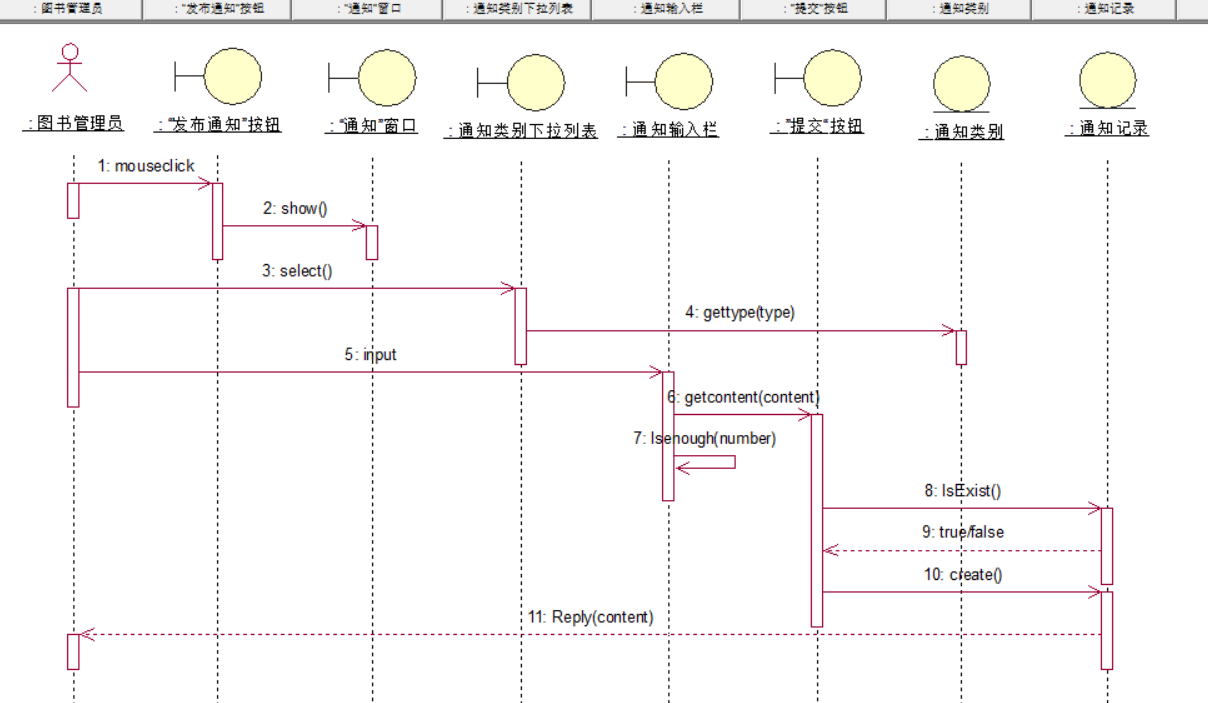 : 图书管理员
: "发布通知"按钮
: "通知"窗口
: 通知类别下拉列表
: 通知输入栏
: "提交"按钮
: 通知类别
: 通知记录
: 图书管理员
: "发布通知"按钮
: "通知"窗口
: 通知类别下拉列表
: 通知输入栏
: "提交"按钮
: 通知类别
: 通知记录
1: mouseclick
2: show()
3: select()
4: gettype(type)
5: input
6: getcontent(content)
7: Isenough(number)
8: IsExist()
9: true/false
10: create()
11: Reply(content)